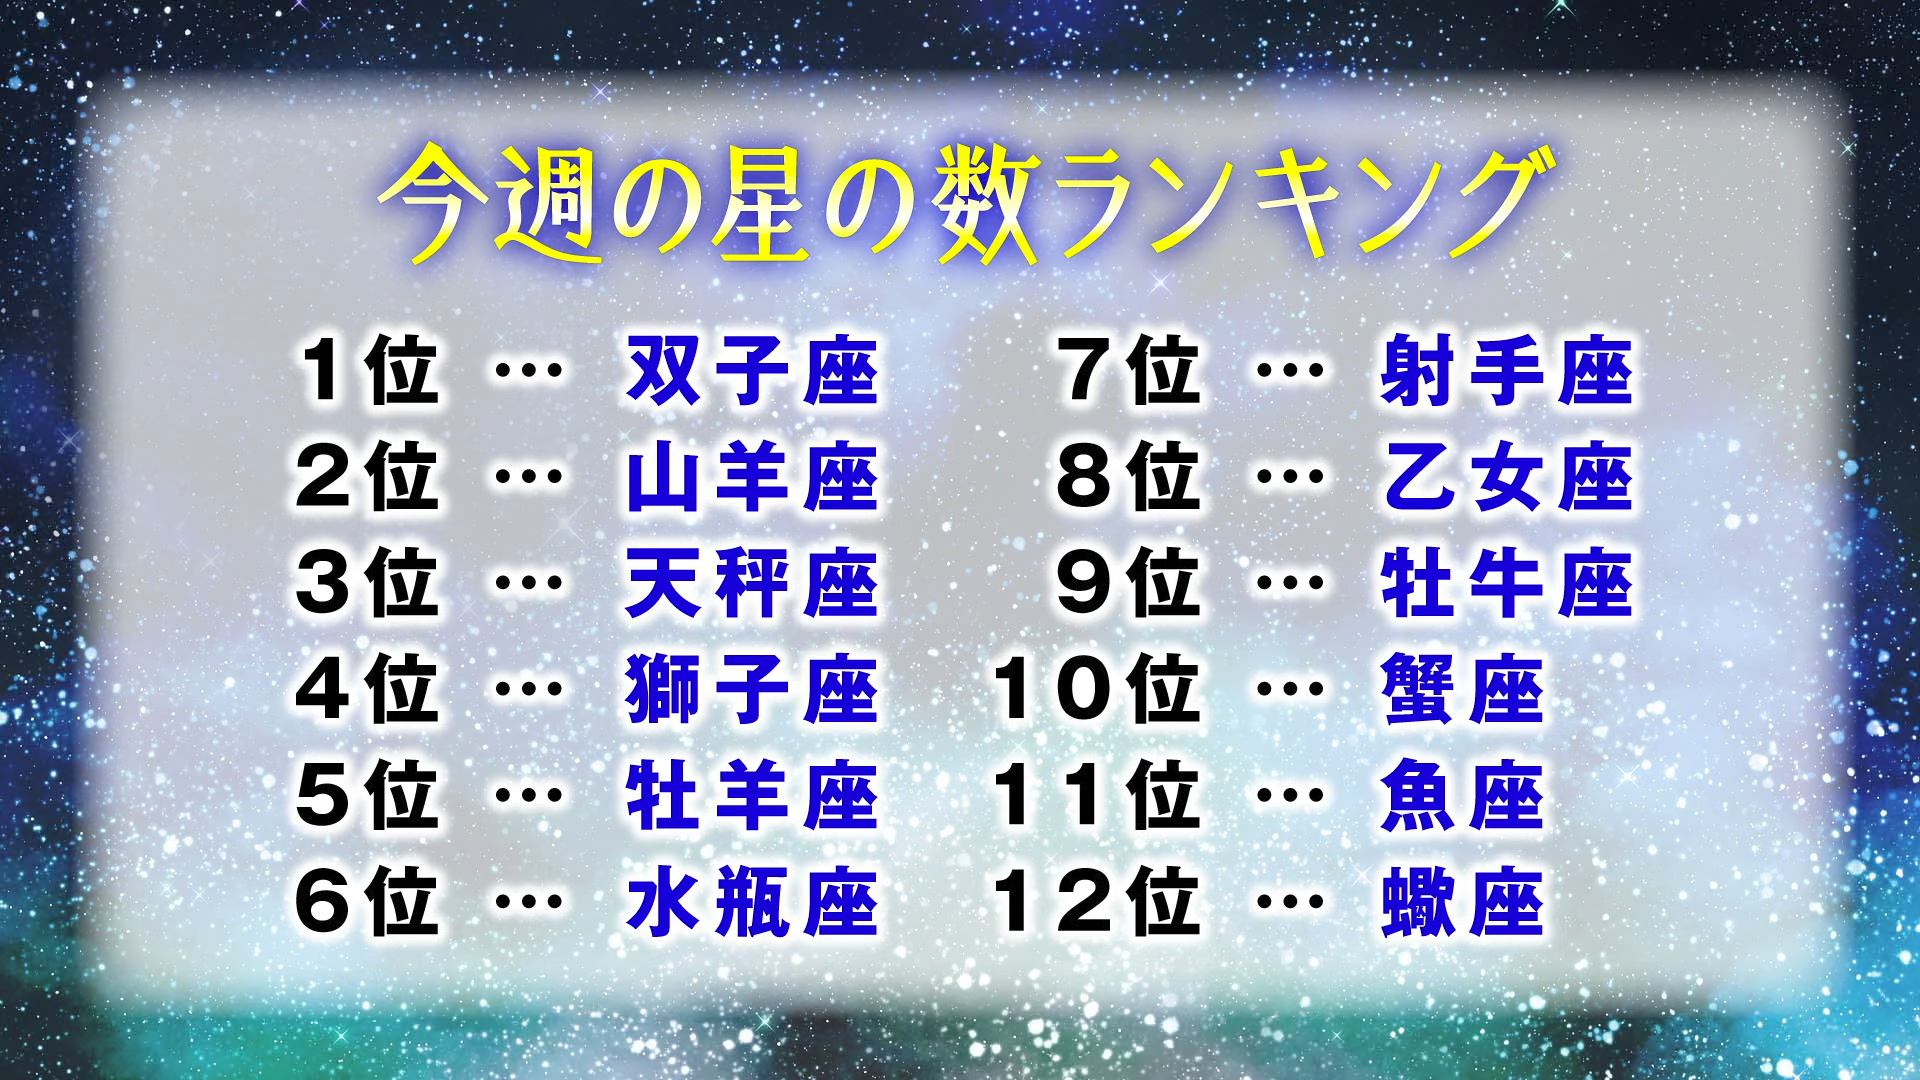 今週の星の数ランキング
1位 … 双子座
2位 … 山羊座
3位 … 天秤座
4位 … 獅子座
5位 … 牡羊座
6位 … 水瓶座
7位 … 射手座
8位 … 乙女座
9位 … 牡牛座
10位 … 蟹座
11位 … 魚座
12位 … 蠍座